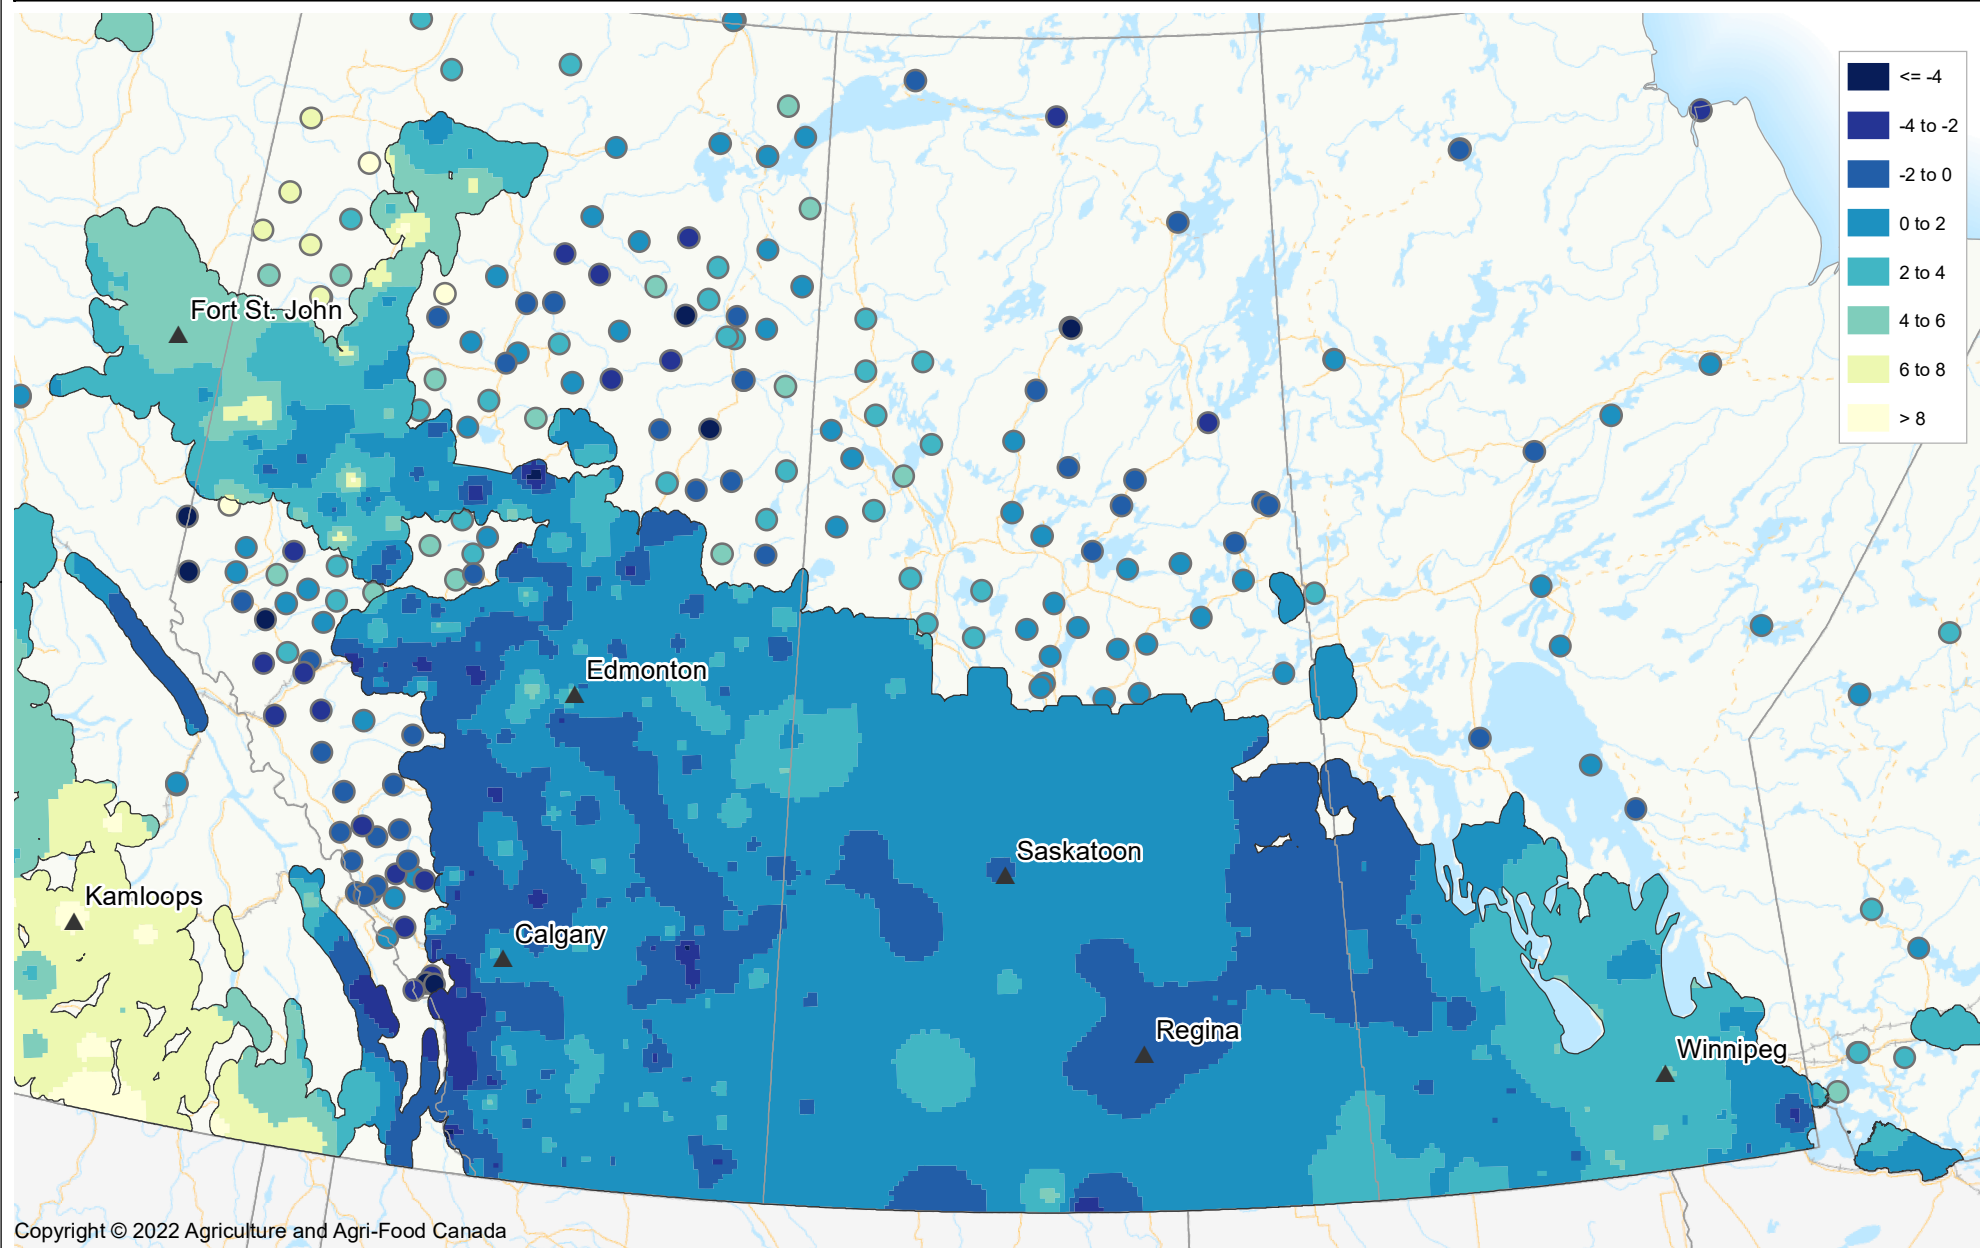 <= -4
-4 to -2
-2 to 0
0 to 2
2 to 4
4 to 6
6 to 8
> 8
Fort St. John
Edmonton
Saskatoon
Kamloops
Calgary
Regina
Winnipeg
Copyright © 2022 Agriculture and Agri-Food Canada